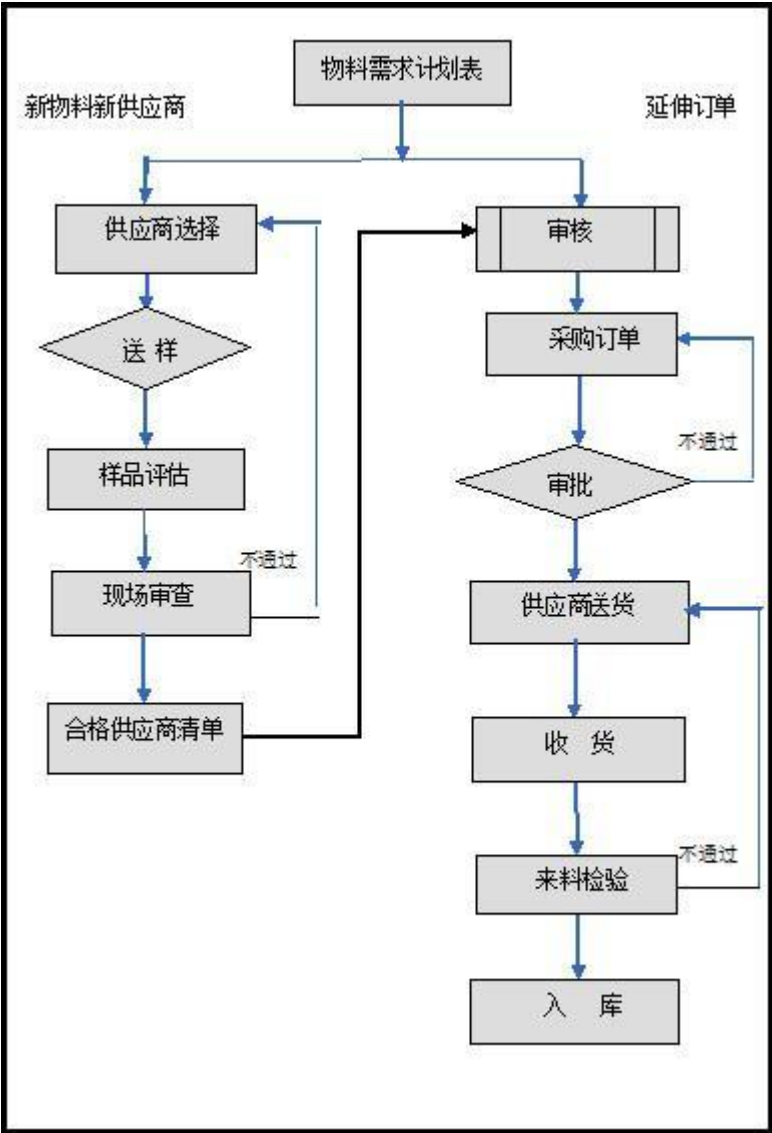 物料需求计划表
新物料新供应商
延伸订单
供应商选择
审核
送 样
采购订单
不通过
样品评估
审批
不通过
现场审查
供应商送货
合格供应商清单
收 货
不通过
来料检验
入 库